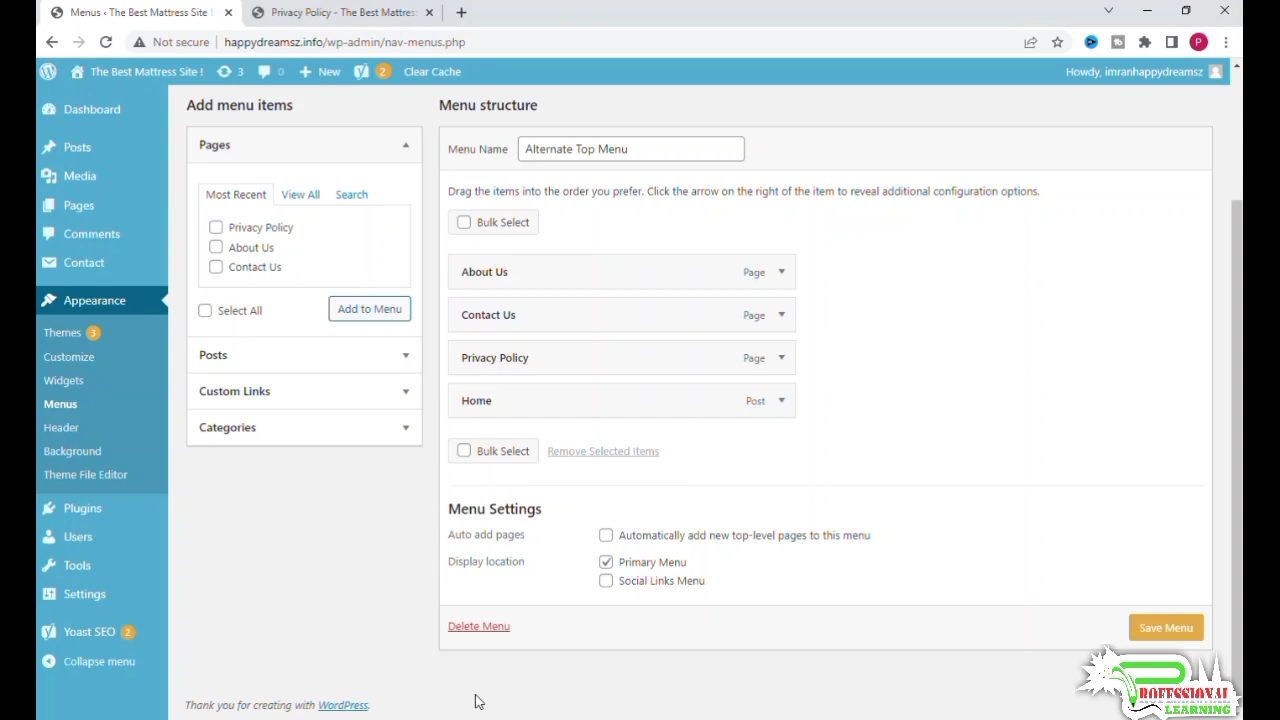 Menus ‹ The Best Mattress Site !
Privacy Policy - The Best Mattress
Not secure
happydreamsz.info/wp-admin/nav-menus.php
P
The Best Mattress Site !
3
0
New
2
Clear Cache
Howdy, imranhappydreamsz
Dashboard
Posts
Media
Pages
Comments
Contact
Appearance
Themes 3
Customize
Widgets
Menus
Header
Background
Theme File Editor
Plugins
Users
Tools
Settings
Yoast SEO 2
Collapse menu
Add menu items
Pages
Most Recent
View All
Search
Privacy Policy
About Us
Contact Us
Select All
Add to Menu
Posts
Custom Links
Categories
Menu structure
Menu Name
Alternate Top Menu
Drag the items into the order you prefer. Click the arrow on the right of the item to reveal additional configuration options.
Bulk Select
About Us Page
Contact Us Page
Privacy Policy Page
Home Post
Bulk Select
Remove Selected Items
Menu Settings
Auto add pages
Automatically add new top-level pages to this menu
Display location
Primary Menu
Social Links Menu
Delete Menu
Save Menu
Thank you for creating with WordPress.
PROFESSIONAL
LEARNING